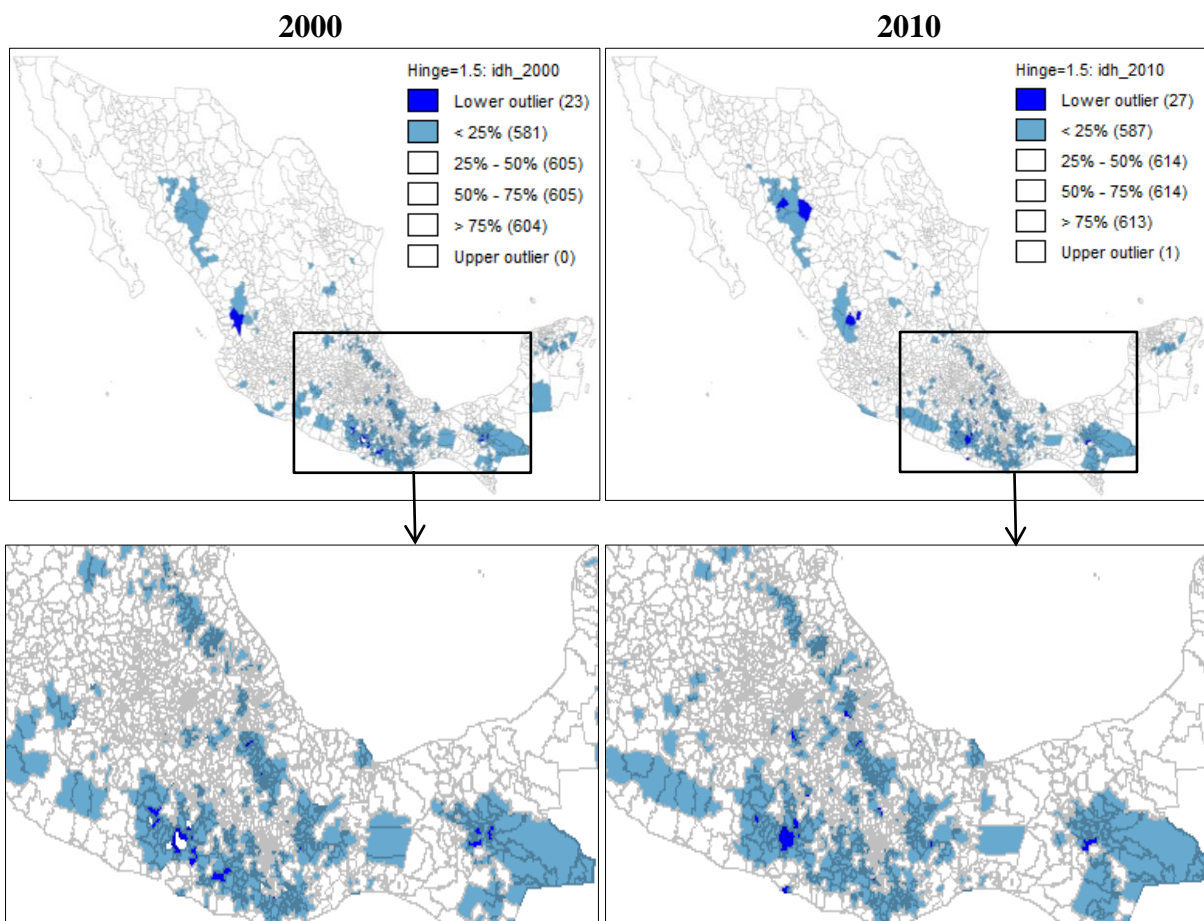 2000
2010
Hinge=1.5: idh_2000
Lower outlier (23)
< 25% (581)
25% - 50% (605)
50% - 75% (605)
> 75% (604)
Upper outlier (0)
Hinge=1.5: idh_2010
Lower outlier (27)
< 25% (587)
25% - 50% (614)
50% - 75% (614)
> 75% (613)
Upper outlier (1)